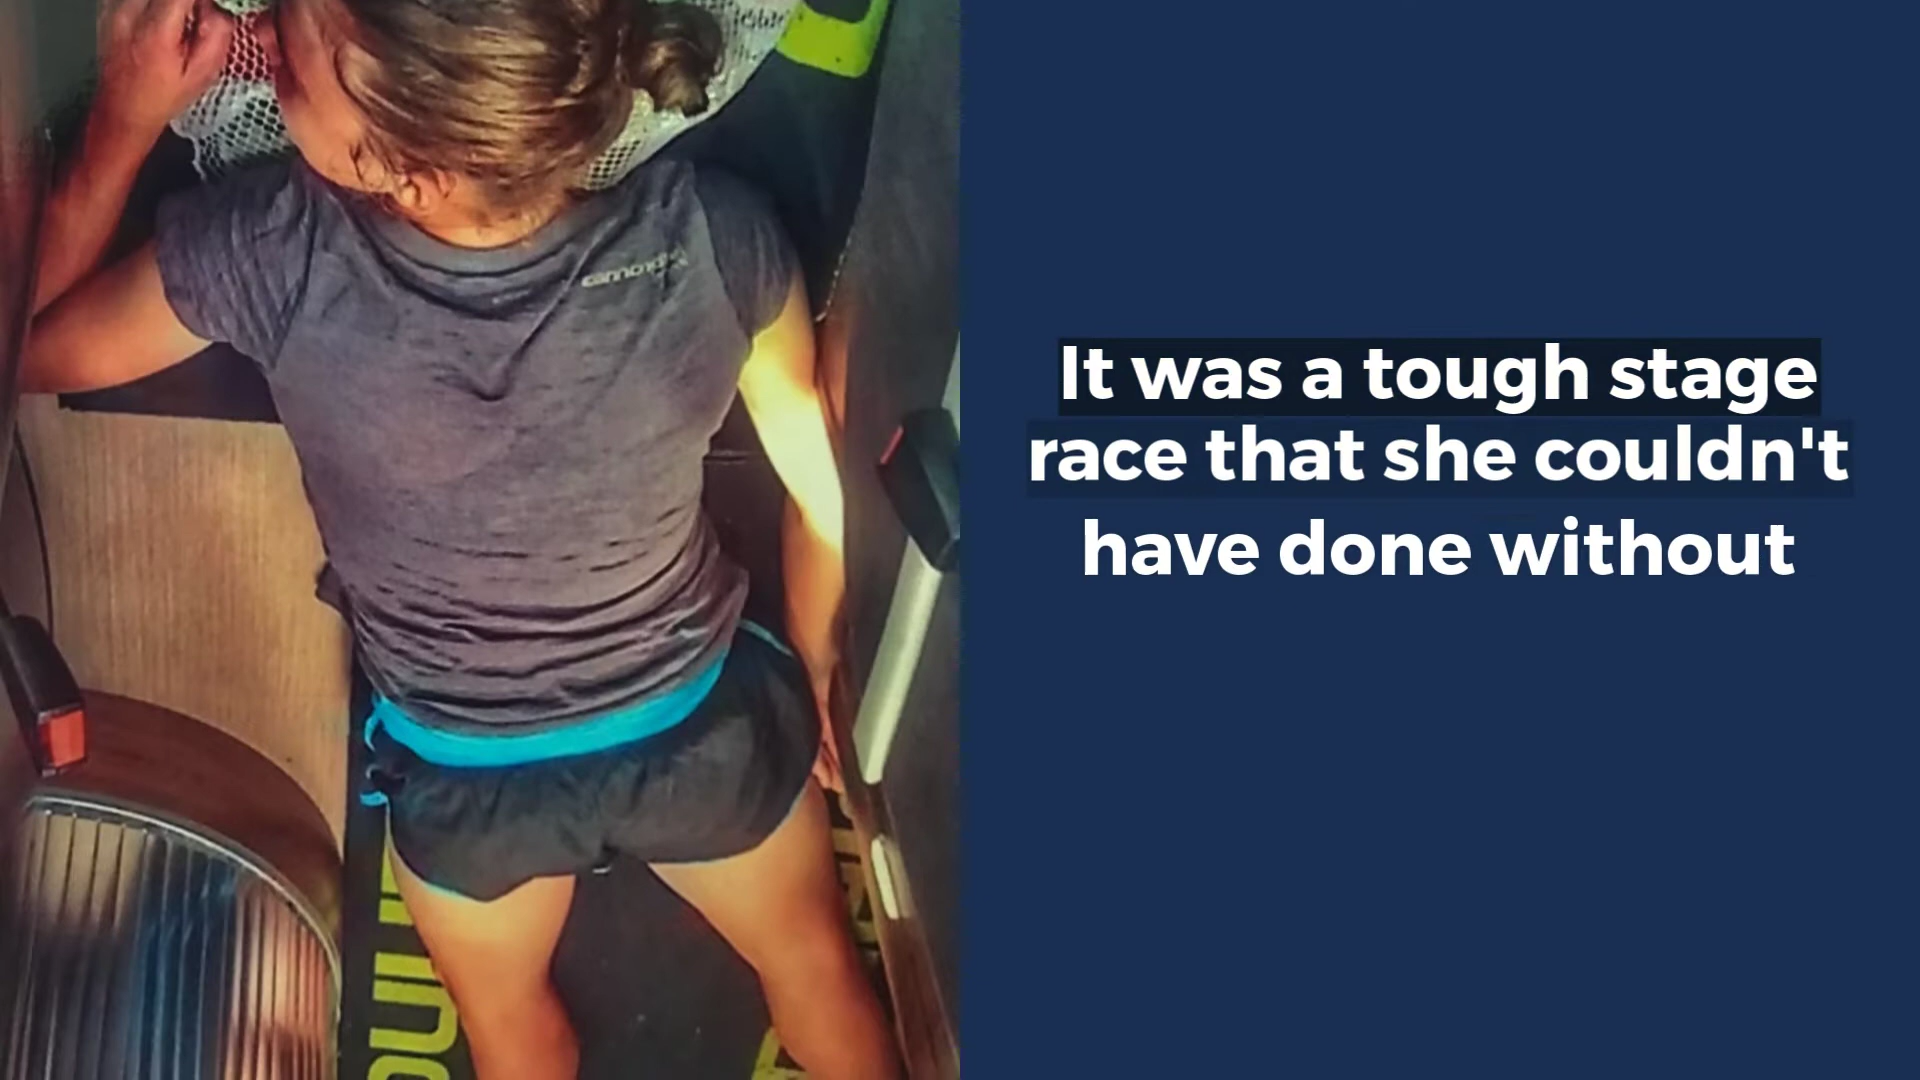 It was a tough stage
race that she couldn't
have done without